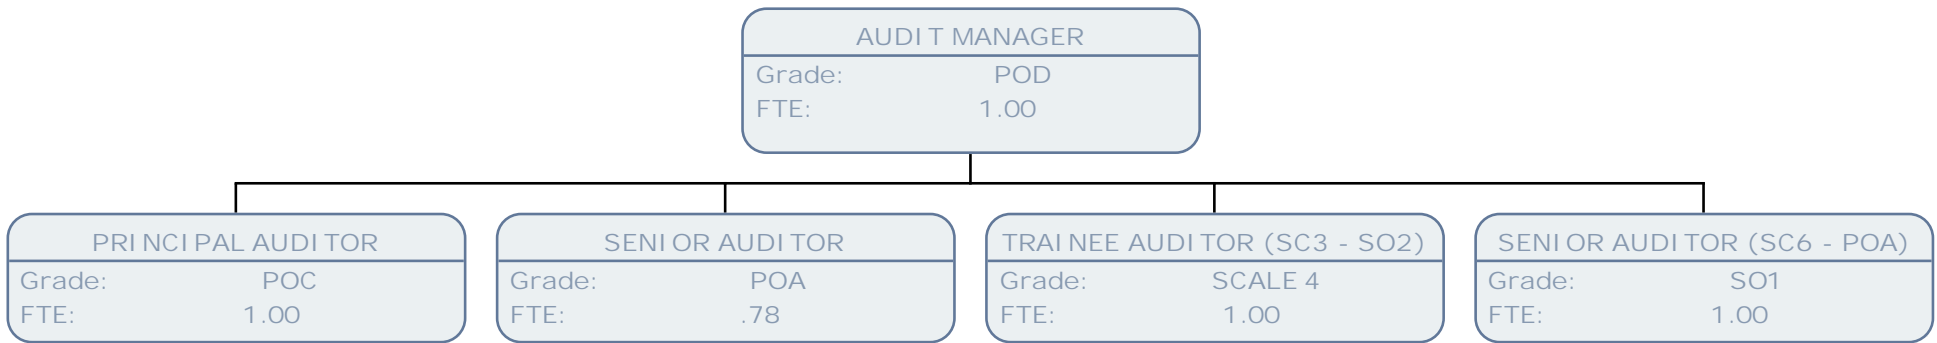 AUDIT MANAGER
Grade: POD
FTE: 1.00
PRINCIPAL AUDITOR
Grade: POC
FTE: 1.00
SENIOR AUDITOR
Grade: POA
FTE: .78
TRAINEE AUDITOR (SC3 - SO2)
Grade: SCALE 4
FTE: 1.00
SENIOR AUDITOR (SC6 - POA)
Grade: SO1
FTE: 1.00